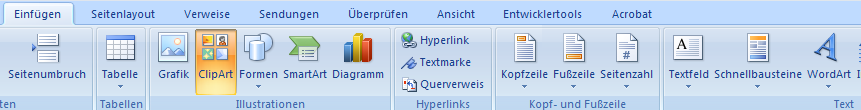 Einfügen Seitenlayout Verweise Sendungen Überprüfen Ansicht Entwicklertools Acrobat
Seitenumbruch Tabelle Grafik ClipArt Formen SmartArt Diagramm
Hyperlink
Textmarke
Querverweis
Kopfzeile Fußzeile Seitenzahl
#
A
Textfeld Schnellbausteine WordArt
ten Tabellen Illustrationen Hyperlinks Kopf- und Fußzeile Text